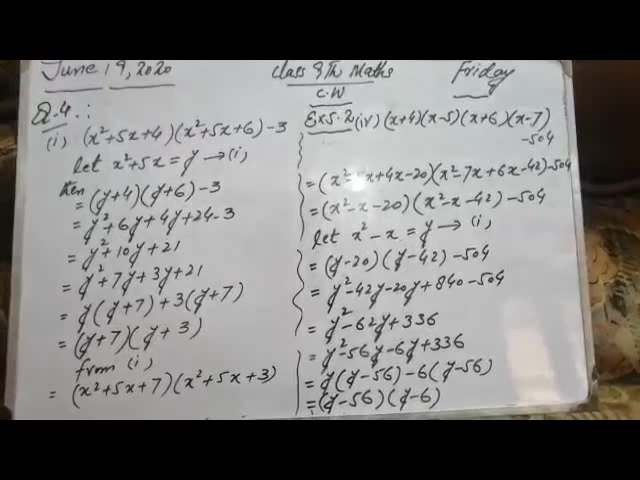 June 19, 2020
Class 9th Maths
Friday
C.W
Q.4.:
(i) (x²+5x+4)(x²+5x+6)-3
let x²+5x = y →(i)
then
= (y+4)(y+6)-3
= y²+6y+4y+24-3
= y²+10y+21
= y²+7y+3y+21
= y(y+7)+3(y+7)
= (y+7)(y+3)
from (i)
= (x²+5x+7)(x²+5x+3)
Ex5.2 (iv) (x+4)(x-5)(x+6)(x-7)
-504
= (x²- x+4x-20)(x²-7x+6x-42)-504
= (x²-x-20)(x²-x-42)-504
let x²-x = y → (i)
= (y-20)(y-42)-504
= y²-42y-20y+840-504
= y²-62y+336
= y²-56y-6y+336
= y(y-56)-6(y-56)
= (y-56)(y-6)